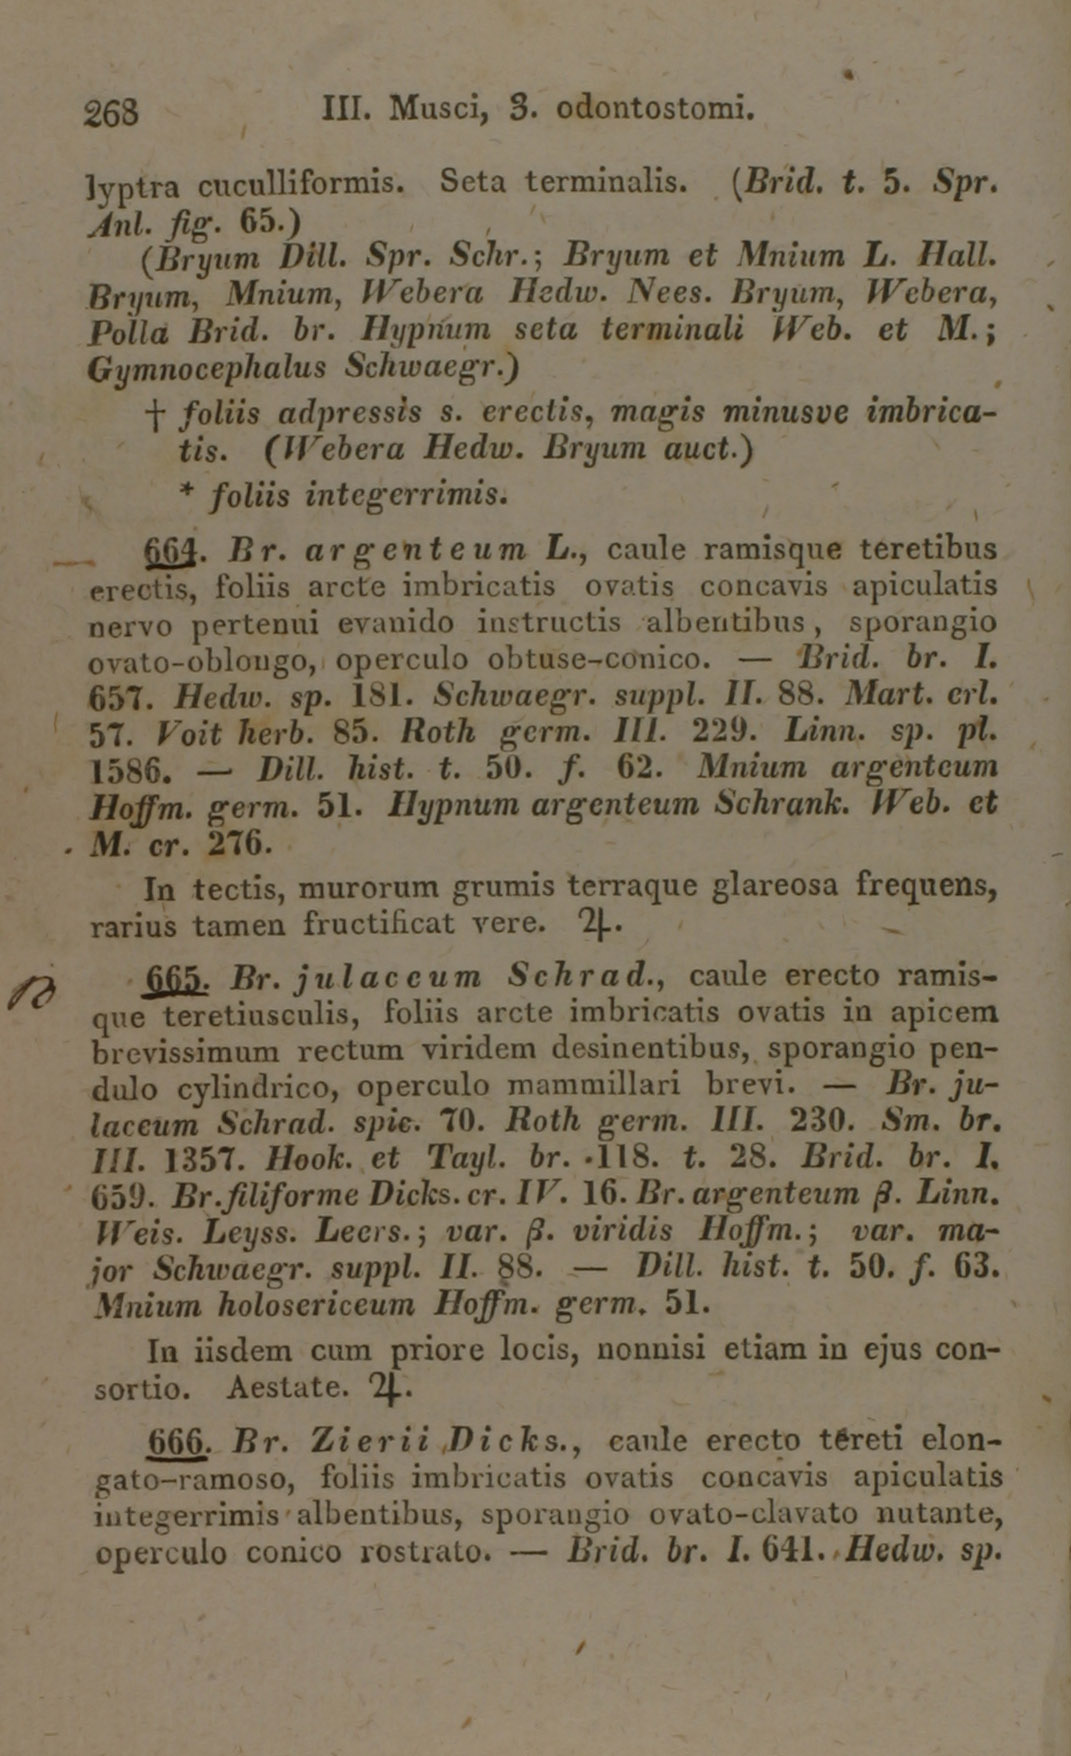 268 III. Musci, 3. odontostomi.
lyptra cuculliformis. Seta terminalis. (Brid. t. 5. Spr.
Anl. fig. 65.)
(Bryum Dill. Spr. Schr.; Bryum et Mnium L. Hall.
Bryum, Mnium, Webera Hedw. Nees. Bryum, Webera,
Polla Brid. br. Hypnum seta terminali Web. et M.;
Gymnocephalus Schwaegr.)
† foliis adpressis s. erectis, magis minusve imbrica-
tis. (Webera Hedw. Bryum auct.)
* foliis integerrimis.
664. Br. argenteum L., caule ramisque teretibus
erectis, foliis arcte imbricatis ovatis concavis apiculatis
nervo pertenui evanido instructis albentibus, sporangio
ovato-oblongo, operculo obtuse-conico. — Brid. br. I.
657. Hedw. sp. 181. Schwaegr. suppl. II. 88. Mart. erl.
57. Voit herb. 85. Roth germ. III. 229. Linn. sp. pl.
1586. — Dill. hist. t. 50. f. 62. Mnium argenteum
Hoffm. germ. 51. Hypnum argenteum Schrank. Web. et
M. cr. 276.
In tectis, murorum grumis terraque glareosa frequens,
rarius tamen fructificat vere. ♃.
665. Br. julaceum Schrad., caule erecto ramis-
que teretiusculis, foliis arcte imbricatis ovatis in apicem
brevissimum rectum viridem desinentibus, sporangio pen-
dulo cylindrico, operculo mammillari brevi. — Br. ju-
laceum Schrad. spic. 70. Roth germ. III. 230. Sm. br.
III. 1357. Hook. et Tayl. br. 118. t. 28. Brid. br. I.
659. Br. filiforme Dicks. cr. IV. 16. Br. argenteum β. Linn.
Weis. Leyss. Leers.; var. β. viridis Hoffm.; var. ma-
jor Schwaegr. suppl. II. 88. — Dill. hist. t. 50. f. 63.
Mnium holosericeum Hoffm. germ. 51.
In iisdem cum priore locis, nonnisi etiam in ejus con-
sortio. Aestate. ♃.
666. Br. Zierii Dicks., caule erecto tereti elon-
gato-ramoso, foliis imbricatis ovatis concavis apiculatis
integerrimis albentibus, sporangio ovato-clavato nutante,
operculo conico rostrato. — Brid. br. I. 641. Hedw. sp.